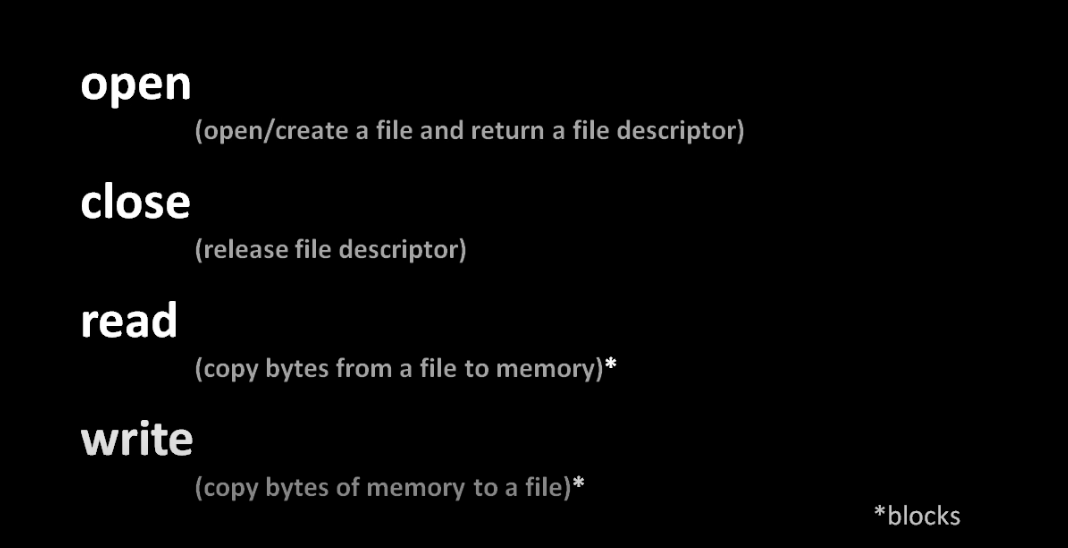 open
(open/create a file and return a file descriptor)
close
(release file descriptor)
read
(copy bytes from a file to memory)*
write
(copy bytes of memory to a file)*
*blocks